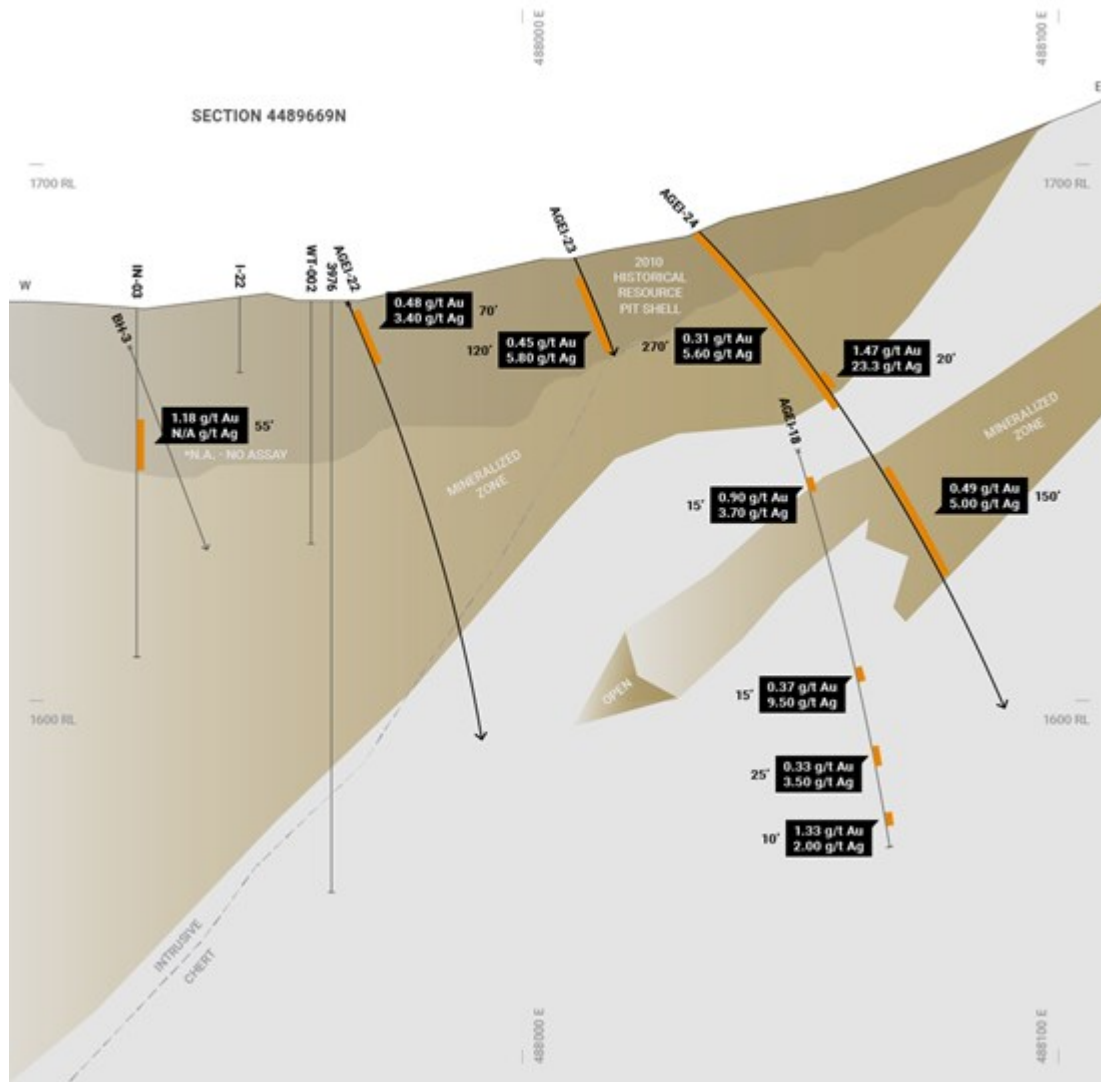 488000 E
488100 E
SECTION 4489669N
E
1700 RL
1700 RL
W
IN-03
BH-3
I-22
WT-002
3976
AGEI-22
AGEI-23
AGEI-24
2010
HISTORICAL
RESOURCE
PIT SHELL
0.48 g/t Au
3.40 g/t Ag
70'
120'
0.45 g/t Au
5.80 g/t Ag
270'
0.31 g/t Au
5.60 g/t Ag
1.47 g/t Au
23.3 g/t Ag
20'
1.18 g/t Au
N/A g/t Ag
55'
*N.A. - NO ASSAY
MINERALIZED
ZONE
AGEI-18
MINERALIZED
ZONE
15'
0.90 g/t Au
3.70 g/t Ag
0.49 g/t Au
5.00 g/t Ag
150'
OPEN
15'
0.37 g/t Au
9.50 g/t Ag
1600 RL
1600 RL
25'
0.33 g/t Au
3.50 g/t Ag
10'
1.33 g/t Au
2.00 g/t Ag
INTRUSIVE
CHERT
488000 E
488100 E